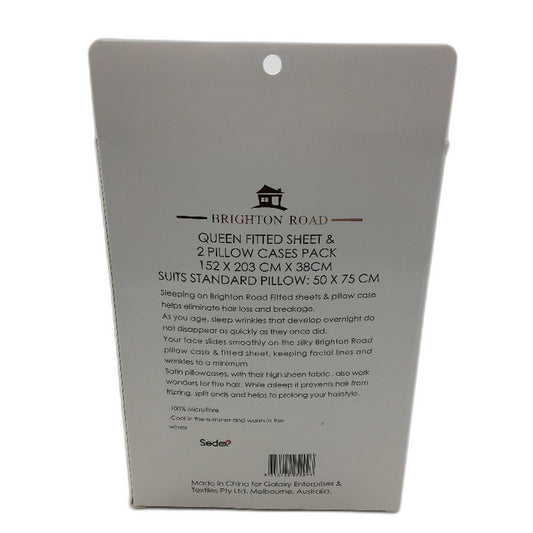 BRIGHTON ROAD
QUEEN FITTED SHEET &
2 PILLOW CASES PACK
152 X 203 CM X 38CM
SUITS STANDARD PILLOW: 50 X 75 CM
Sleeping on Brighton Road Fitted sheets & pillow case
helps eliminate hair loss and breakage.
As you age, sleep wrinkles that develop overnight do
not disappear as quickly as they once did.
Your face slides smoothly on the silky Brighton Road
pillow case & fitted sheet, keeping facial lines and
wrinkles to a minimum
Satin pillowcases, with their high sheen fabric , also work
wonders for the hair. While asleep it prevents hair from
frizzing, split ends and helps to prolong your hairstyle.
100% Microfibre
-Cool in the summer and warm in the
winter
Sedex
Made in China for Galaxy Enterprises &
Textiles Pty Ltd, Melbourne, Australia.